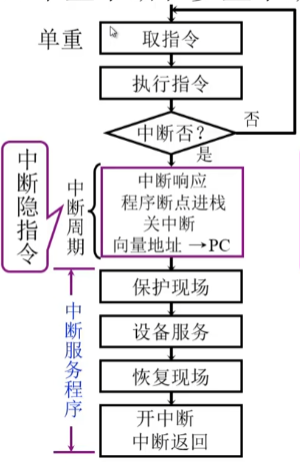 单重
取指令
执行指令
中断否?
否
是
中断隐指令
中断周期
中断响应
程序断点进栈
关中断
向量地址 →PC
中断服务程序
保护现场
设备服务
恢复现场
开中断
中断返回